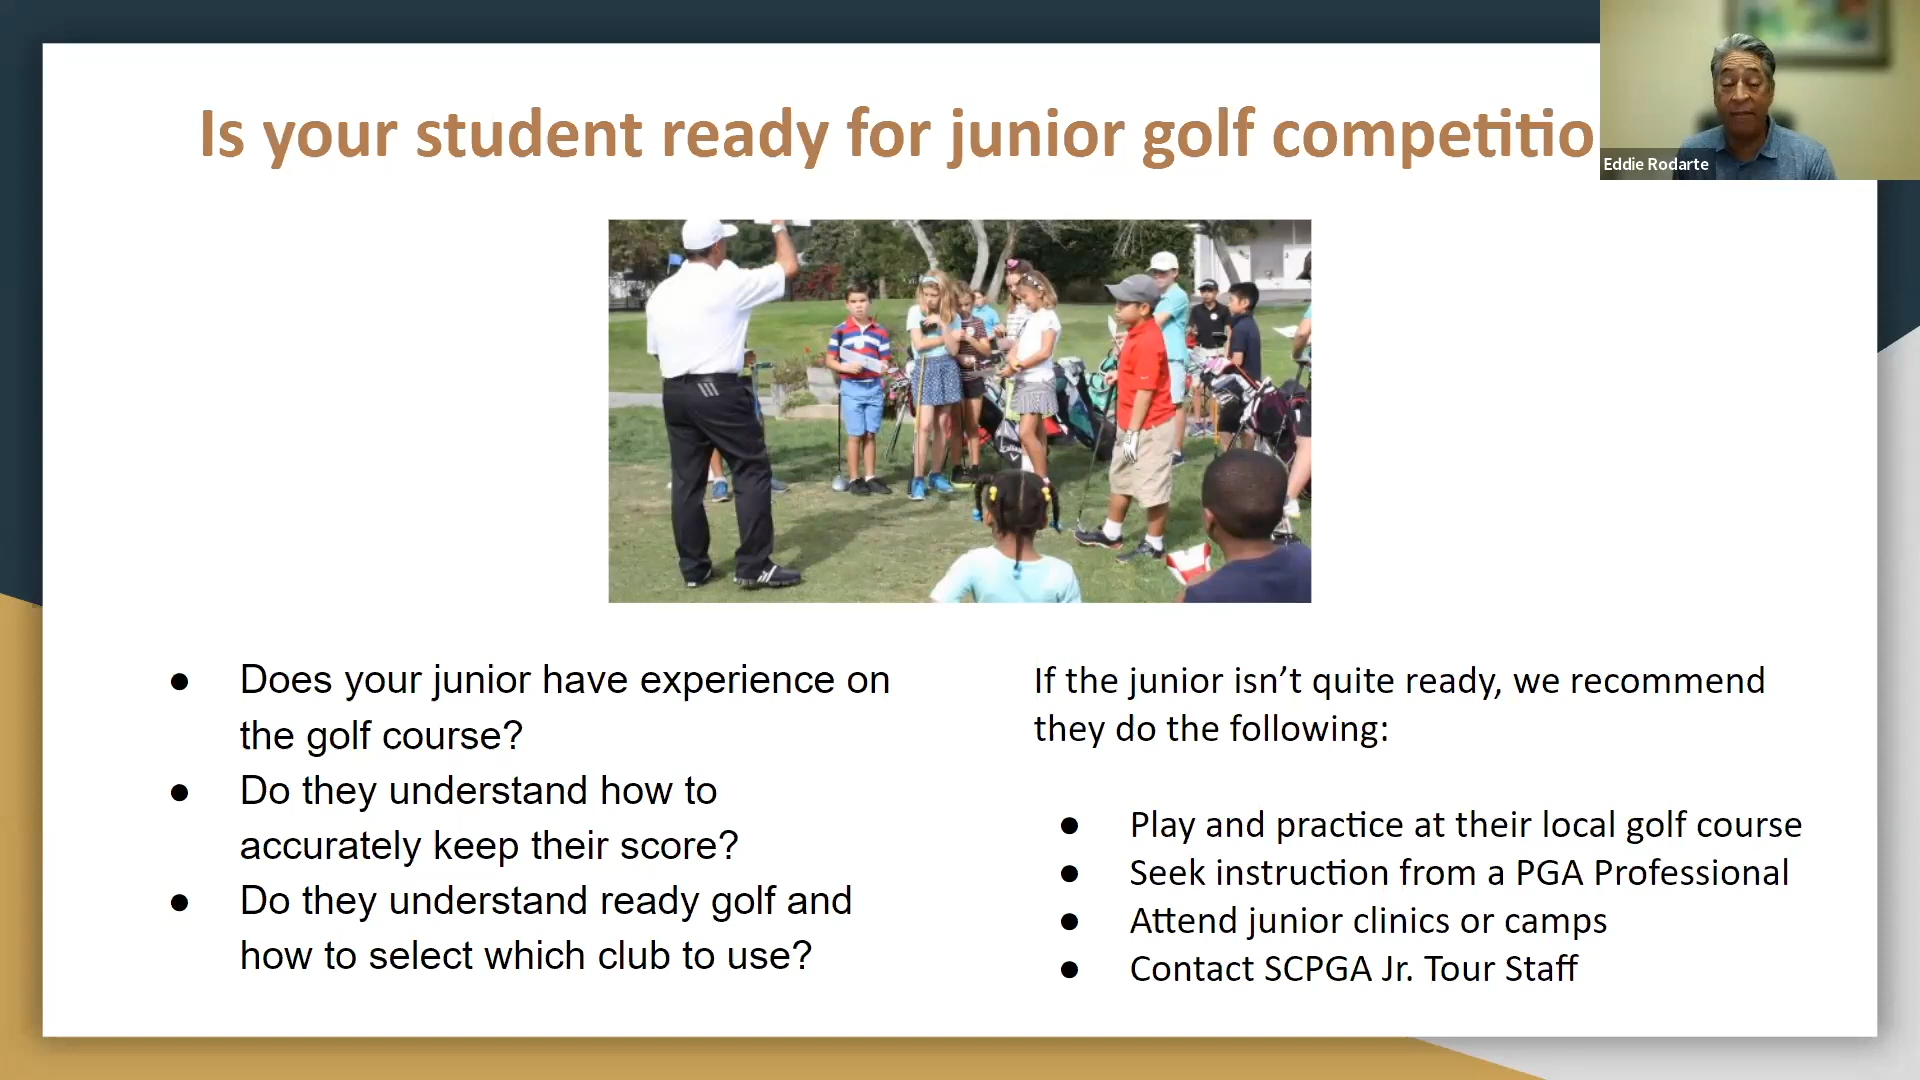 Is your student ready for junior golf competitio
Eddie Rodarte
Does your junior have experience on
the golf course?
Do they understand how to
accurately keep their score?
Do they understand ready golf and
how to select which club to use?
If the junior isn’t quite ready, we recommend
they do the following:
Play and practice at their local golf course
Seek instruction from a PGA Professional
Attend junior clinics or camps
Contact SCPGA Jr. Tour Staff